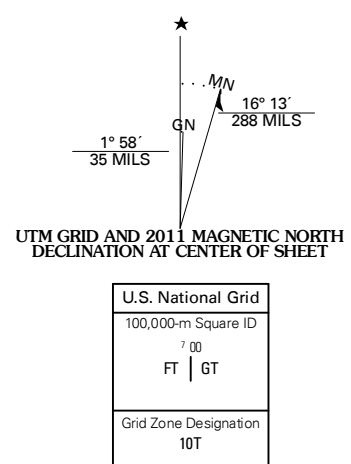 ★
MN
16° 13´
288 MILS
GN
1° 58´
35 MILS
UTM GRID AND 2011 MAGNETIC NORTH
DECLINATION AT CENTER OF SHEET
U.S. National Grid
100,000-m Square ID
7 00
FT | GT
Grid Zone Designation
10T